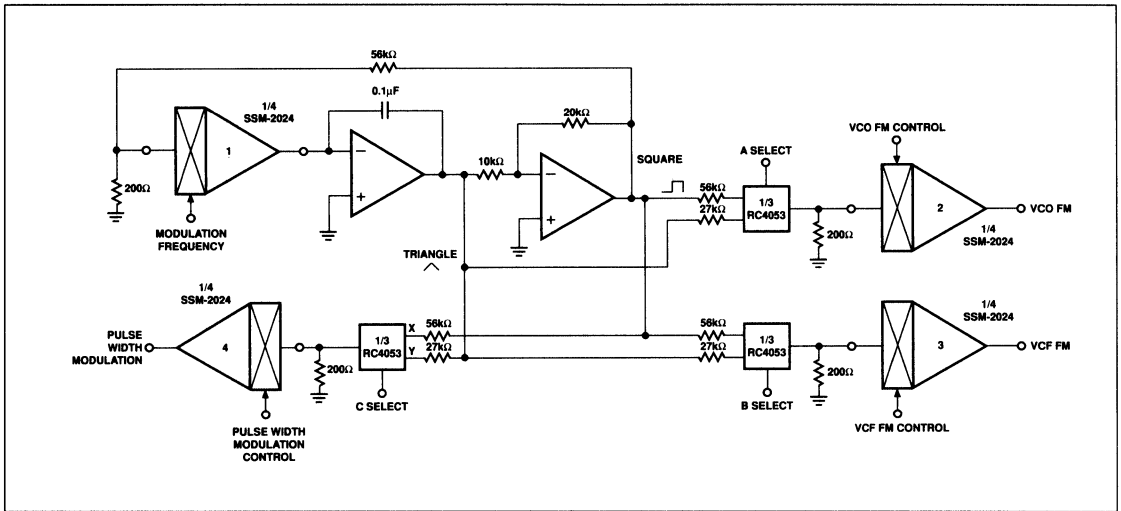 56kΩ
0.1μF
1/4
SSM-2024
1
200Ω
MODULATION
FREQUENCY
−
+
10kΩ
20kΩ
−
+
SQUARE
TRIANGLE
A SELECT
56kΩ
27kΩ
1/3
RC4053
200Ω
VCO FM CONTROL
2
VCO FM
1/4
SSM-2024
1/4
SSM-2024
PULSE
WIDTH
MODULATION
4
200Ω
PULSE WIDTH
MODULATION
CONTROL
1/3
RC4053
X
Y
56kΩ
27kΩ
C SELECT
56kΩ
27kΩ
1/3
RC4053
B SELECT
200Ω
1/4
SSM-2024
3
VCF FM
VCF FM CONTROL